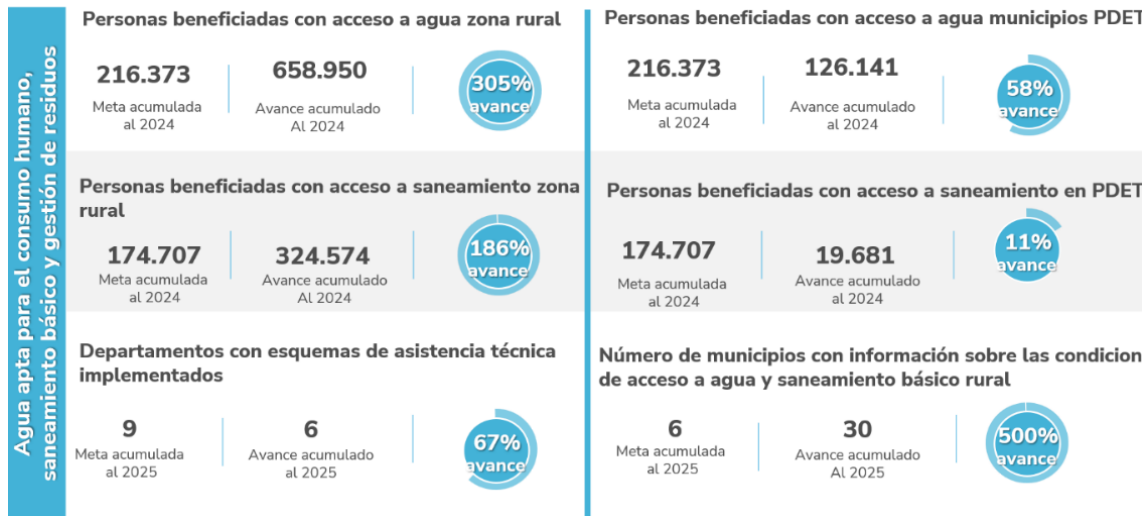 Agua apta para el consumo humano,
saneamiento básico y gestión de residuos
Personas beneficiadas con acceso a agua zona rural
216.373
Meta acumulada
al 2024
658.950
Avance acumulado
Al 2024
305%
avance
Personas beneficiadas con acceso a agua municipios PDET
216.373
Meta acumulada
al 2024
126.141
Avance acumulado
al 2024
58%
avance
Personas beneficiadas con acceso a saneamiento zona
rural
174.707
Meta acumulada
al 2024
324.574
Avance acumulado
Al 2024
186%
avance
Personas beneficiadas con acceso a saneamiento en PDET
174.707
Meta acumulada
al 2024
19.681
Avance acumulado
al 2024
11%
avance
Departamentos con esquemas de asistencia técnica
implementados
9
Meta acumulada
al 2025
6
Avance acumulado
al 2025
67%
avance
Número de municipios con información sobre las condicion
de acceso a agua y saneamiento básico rural
6
Meta acumulada
al 2025
30
Avance acumulado
Al 2025
500%
avance